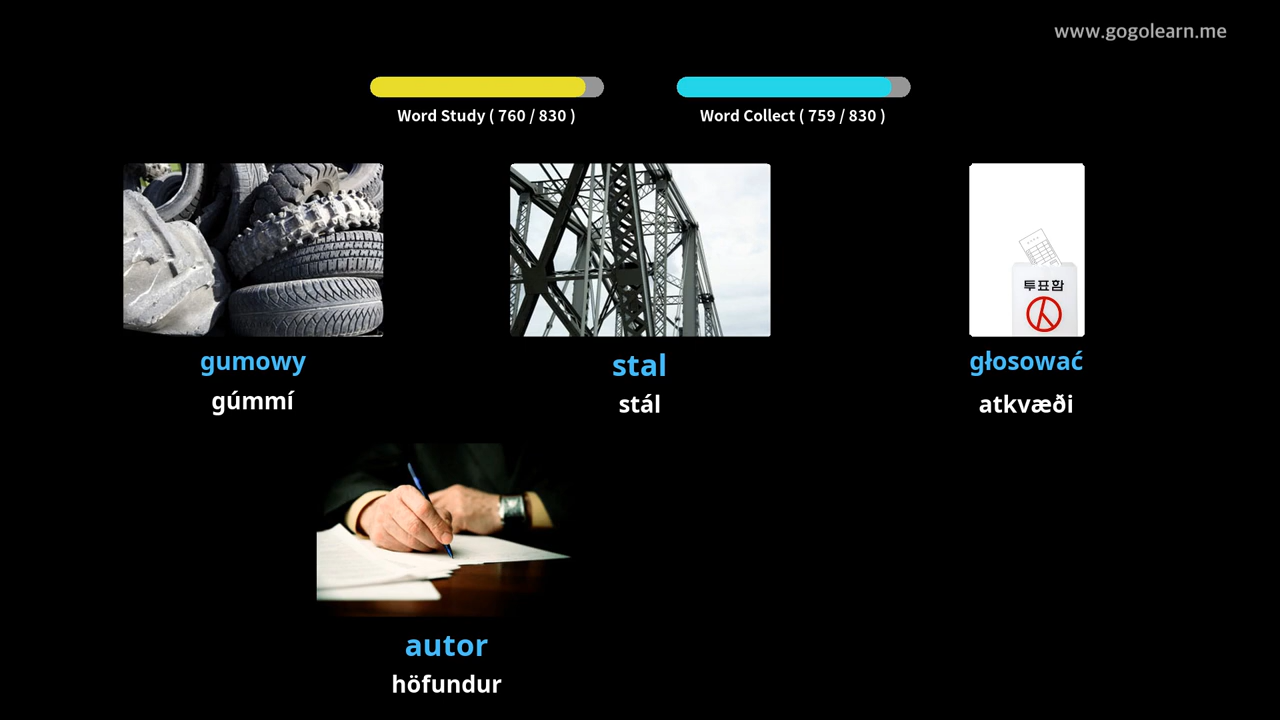 www.gogolearn.me
Word Study ( 760 / 830 )
Word Collect ( 759 / 830 )
투표함
gumowy
stal
głosować
gúmmí
stál
atkvæði
autor
höfundur